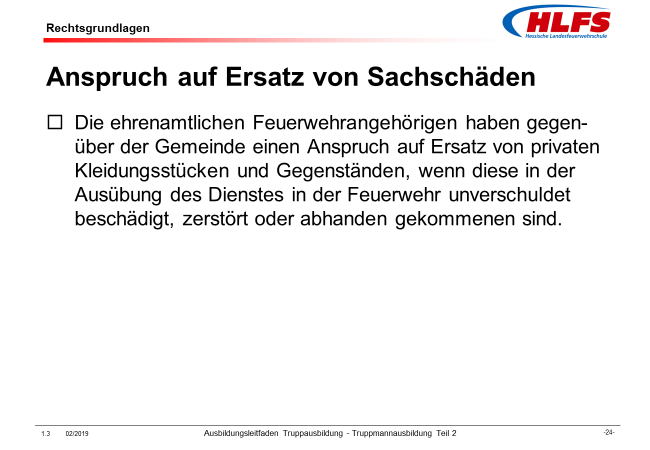 Rechtsgrundlagen
HLFS
Hessische Landesfeuerwehrschule
Anspruch auf Ersatz von Sachschäden
Die ehrenamtlichen Feuerwehrangehörigen haben gegen-
über der Gemeinde einen Anspruch auf Ersatz von privaten
Kleidungsstücken und Gegenständen, wenn diese in der
Ausübung des Dienstes in der Feuerwehr unverschuldet
beschädigt, zerstört oder abhanden gekommenen sind.
1.3 02/2019 Ausbildungsleitfaden Truppausbildung - Truppmannausbildung Teil 2 -24-